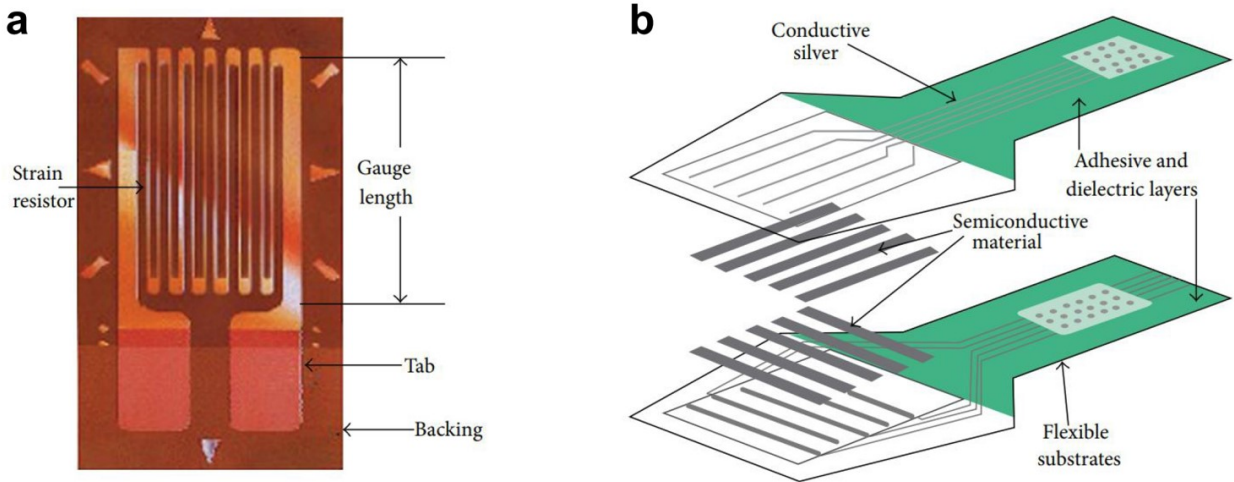 a
Strain
resistor
Gauge
length
Tab
Backing
b
Conductive
silver
Adhesive and
dielectric layers
Semiconductive
material
Flexible
substrates